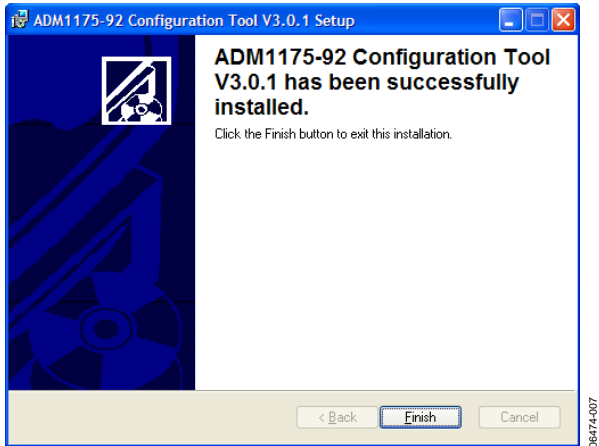 ADM1175-92 Configuration Tool V3.0.1 Setup
ADM1175-92 Configuration Tool
V3.0.1 has been successfully
installed.
Click the Finish button to exit this installation.
< Back
Finish
Cancel
06474-007